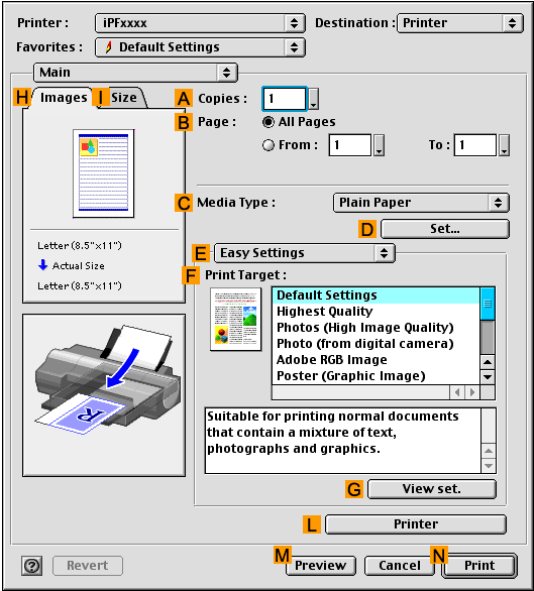 Printer : iPFxxxx Destination : Printer
Favorites : Default Settings
Main
H Images I Size
A Copies : 1
B Page : All Pages
From : 1 To : 1
C Media Type : Plain Paper
D Set...
Letter (8.5"x11")
Actual Size
Letter (8.5"x11")
E Easy Settings
F Print Target :
Default Settings
Highest Quality
Photos (High Image Quality)
Photo (from digital camera)
Adobe RGB Image
Poster (Graphic Image)
Suitable for printing normal documents
that contain a mixture of text,
photographs and graphics.
R
G View set.
L Printer
? Revert M Preview Cancel N Print